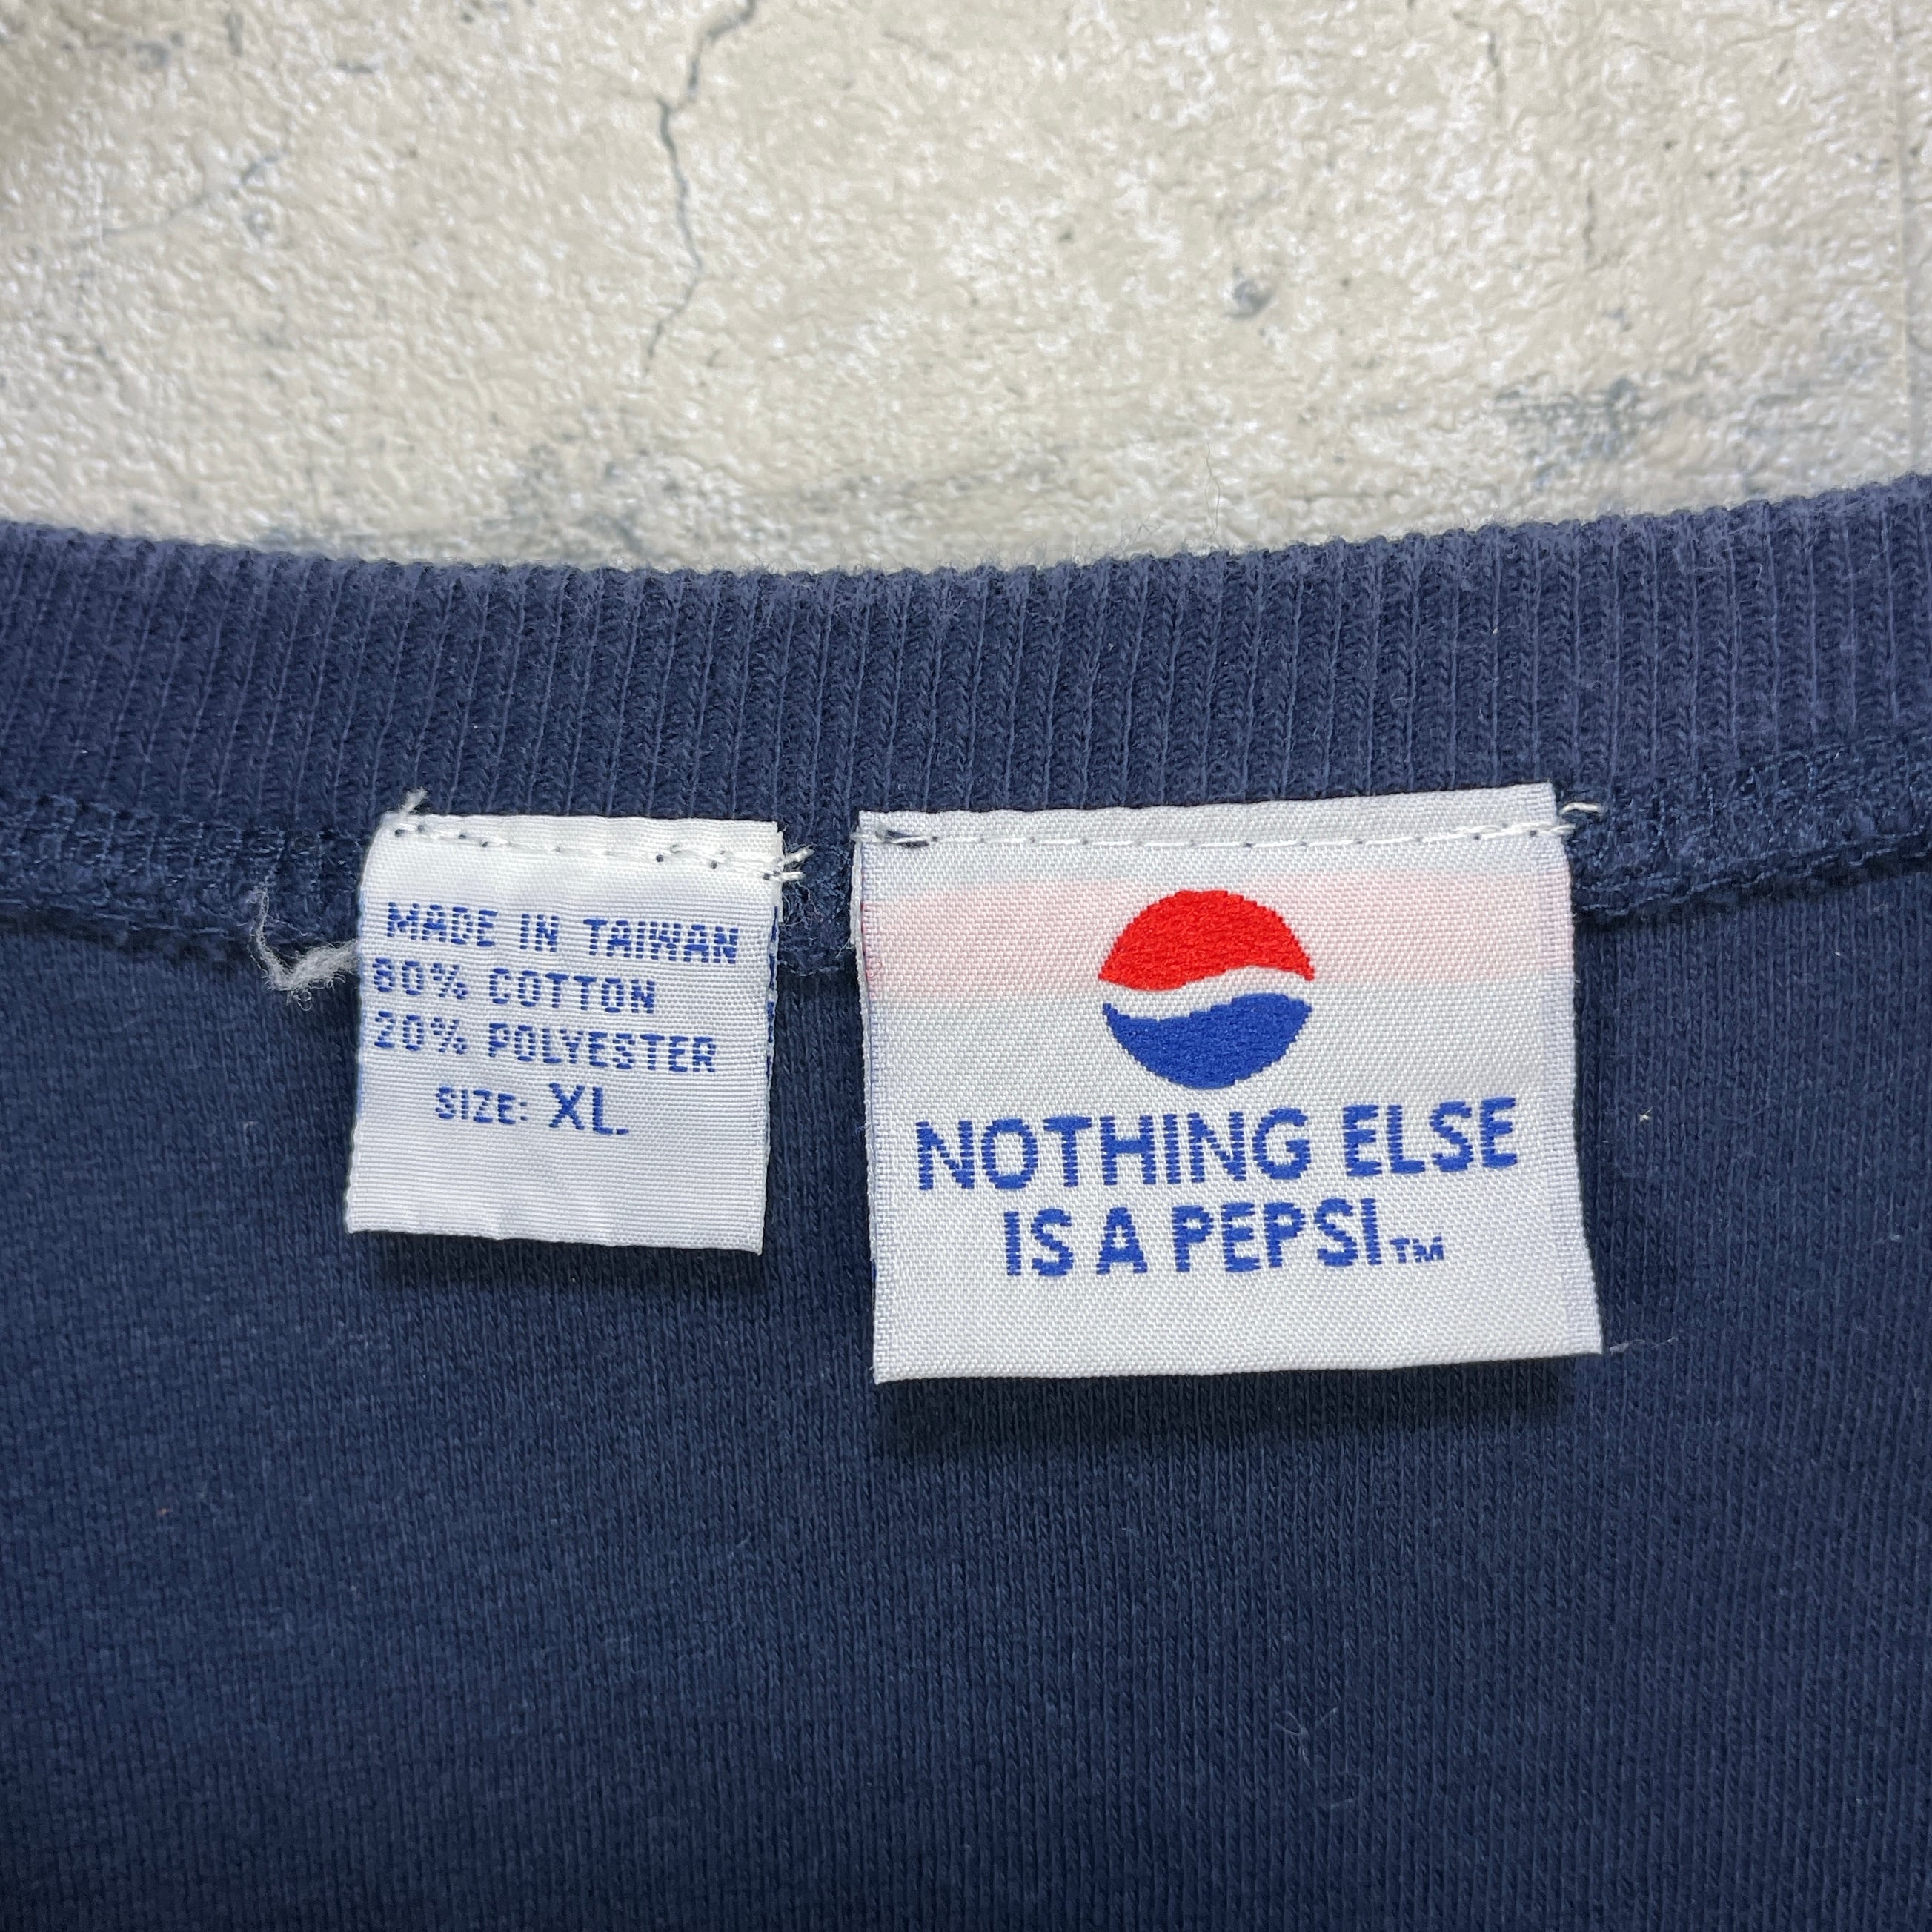 MADE IN TAIWAN
80% COTTON
20% POLYESTER
SIZE: XL.
NOTHING ELSE
IS A PEPSI™